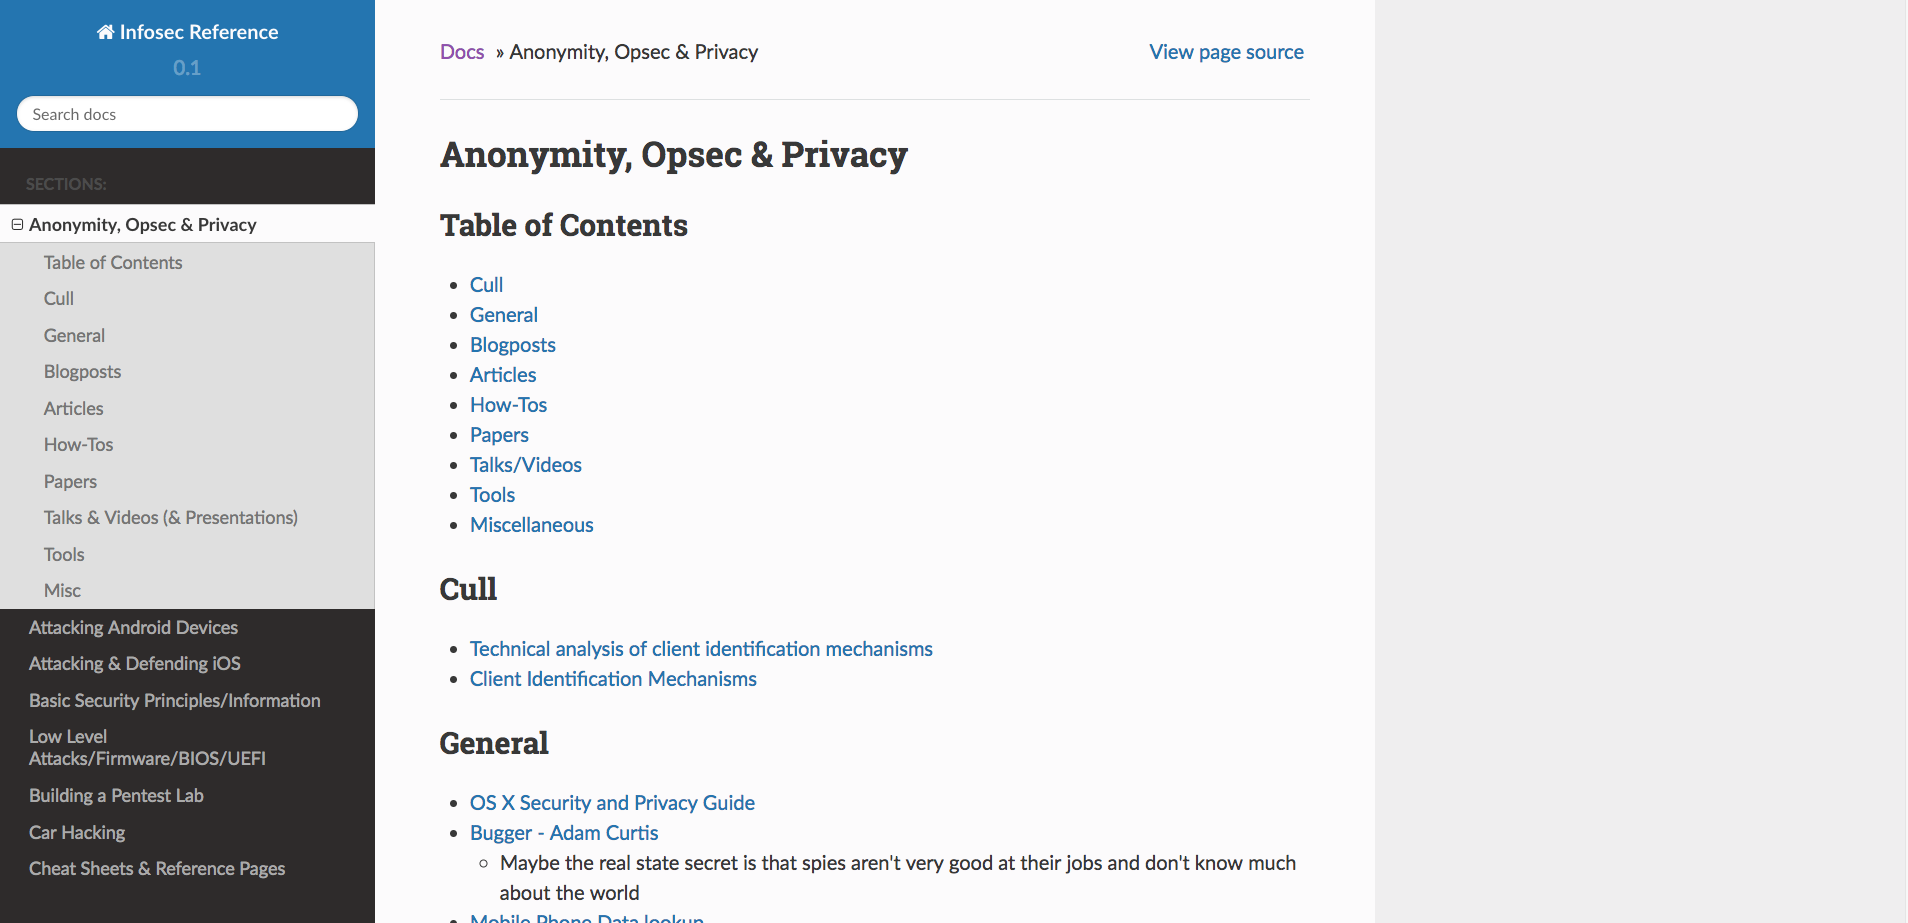 Infosec Reference
0.1
Search docs
SECTIONS:
Anonymity, Opsec & Privacy
Table of Contents
Cull
General
Blogposts
Articles
How-Tos
Papers
Talks & Videos (& Presentations)
Tools
Misc
Attacking Android Devices
Attacking & Defending iOS
Basic Security Principles/Information
Low Level
Attacks/Firmware/BIOS/UEFI
Building a Pentest Lab
Car Hacking
Cheat Sheets & Reference Pages
Docs » Anonymity, Opsec & Privacy
View page source
Anonymity, Opsec & Privacy
Table of Contents
Cull
General
Blogposts
Articles
How-Tos
Papers
Talks/Videos
Tools
Miscellaneous
Cull
Technical analysis of client identification mechanisms
Client Identification Mechanisms
General
OS X Security and Privacy Guide
Bugger - Adam Curtis
Maybe the real state secret is that spies aren't very good at their jobs and don't know much
about the world
Mobile Phone Data lookup